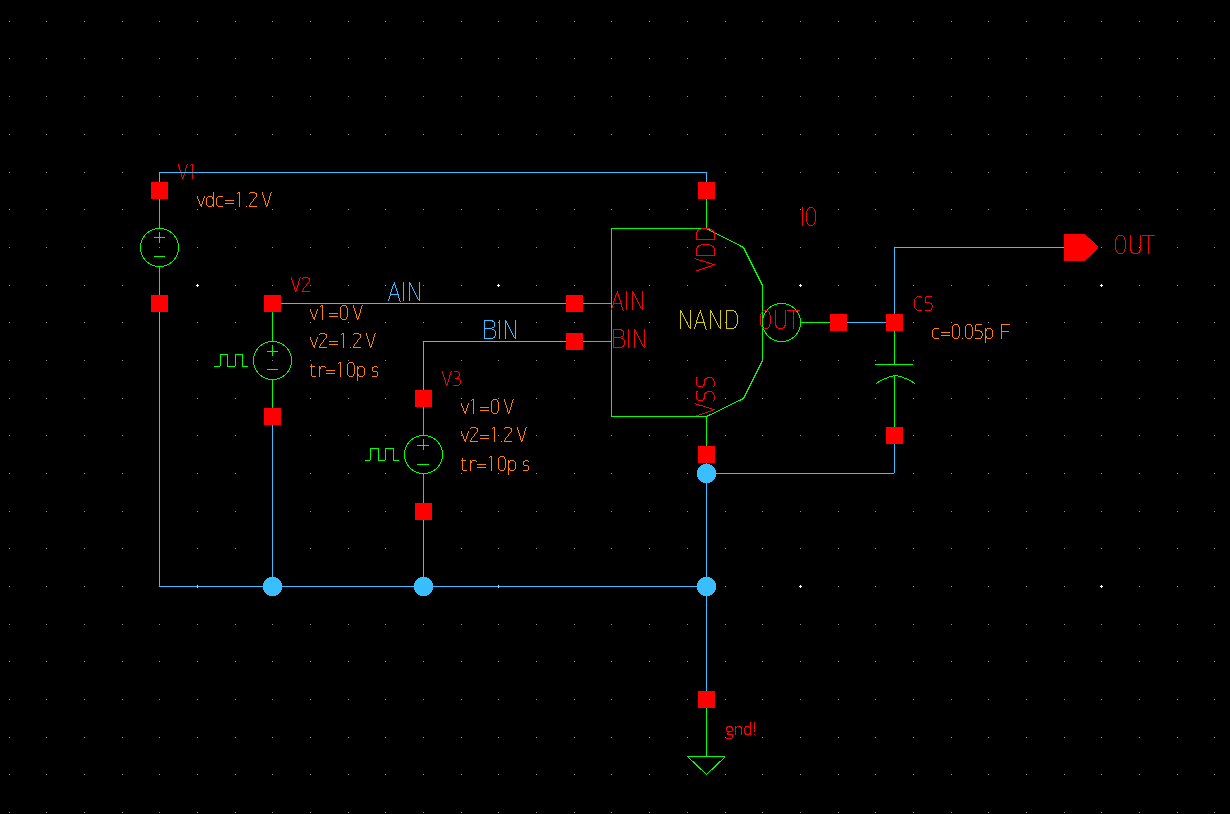 V1
vdc=1.2 V
I0
VDD
OUT
V2
AIN
AIN
v1=0 V
C5
BIN
NAND
OUT
c=0.05p F
v2=1.2 V
BIN
tr=10p s
V3
VSS
v1=0 V
v2=1.2 V
tr=10p s
gnd!